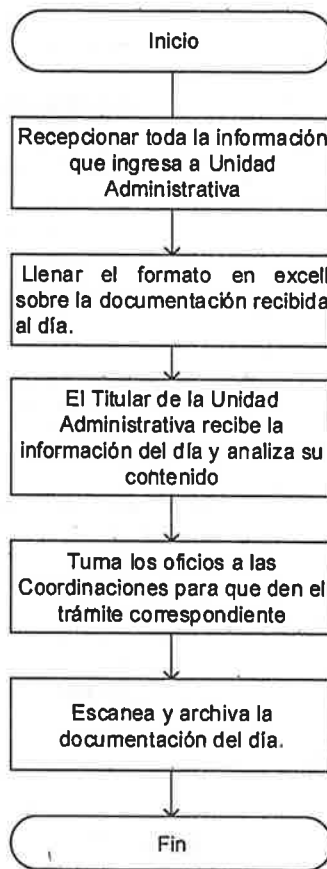 Inicio
Recepcionar toda la información
que ingresa a Unidad
Administrativa
Llenar el formato en excell
sobre la documentación recibida
al día.
El Titular de la Unidad
Administrativa recibe la
información del día y analiza su
contenido
Turna los oficios a las
Coordinaciones para que den el
trámite correspondiente
Escanea y archiva la
documentación del día.
Fin